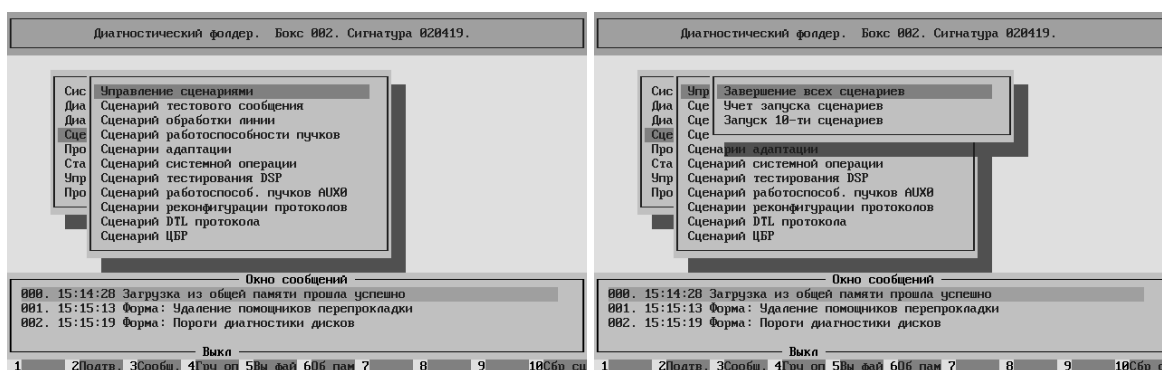 Диагностический фолдер. Бокс 002. Сигнатура 020419.
Сис
Диа
Диа
Сце
Про
Ста
Упр
Про
Управление сценариями
Сценарий тестового сообщения
Сценарий обработки линии
Сценарий работоспособности пучков
Сценарии адаптации
Сценарий системной операции
Сценарий тестирования DSP
Сценарий работоспособ. пучков AUX0
Сценарии реконфигурации протоколов
Сценарий DTL протокола
Сценарий ЦБР
Окно сообщений
000. 15:14:28 Загрузка из общей памяти прошла успешно
001. 15:15:13 Форма: Удаление помощников перепрокладки
002. 15:15:19 Форма: Пороги диагностики дисков
Выкл
1 2Подтв. 3Сообщ. 4Гру оп 5Вы фай 6Об пам 7 8 9 10Сбр сц
Диагностический фолдер. Бокс 002. Сигнатура 020419.
Сис
Диа
Диа
Сце
Про
Ста
Упр
Про
Упр
Сце
Сце
Сце
Завершение всех сценариев
Учет запуска сценариев
Запуск 10-ти сценариев
Сценарии адаптации
Сценарий системной операции
Сценарий тестирования DSP
Сценарий работоспособ. пучков AUX0
Сценарии реконфигурации протоколов
Сценарий DTL протокола
Сценарий ЦБР
Окно сообщений
000. 15:14:28 Загрузка из общей памяти прошла успешно
001. 15:15:13 Форма: Удаление помощников перепрокладки
002. 15:15:19 Форма: Пороги диагностики дисков
Выкл
1 2Подтв. 3Сообщ. 4Гру оп 5Вы фай 6Об пам 7 8 9 10Сбр с